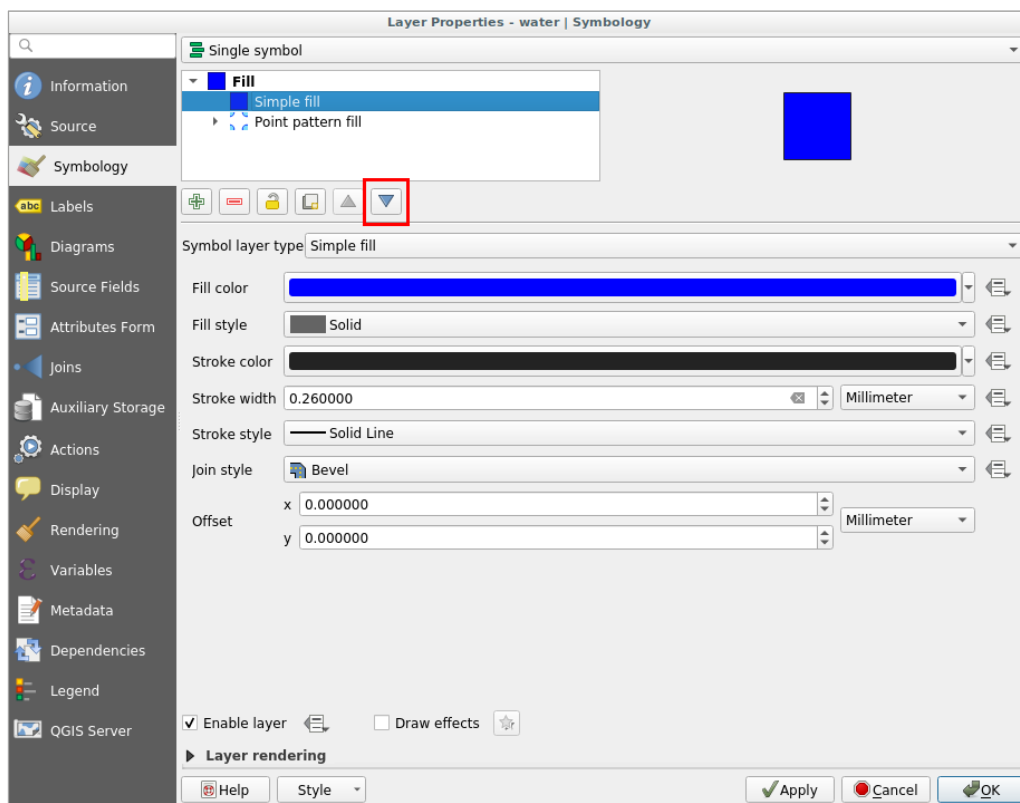 Layer Properties - water | Symbology
Information
Source
Symbology
abc Labels
Diagrams
Source Fields
Attributes Form
Joins
Auxiliary Storage
Actions
Display
Rendering
Variables
Metadata
Dependencies
Legend
QGIS Server
Single symbol
Fill
Simple fill
Point pattern fill
Symbol layer type Simple fill
Fill color
Fill style Solid
Stroke color
Stroke width 0.260000 Millimeter
Stroke style Solid Line
Join style Bevel
Offset x 0.000000 Millimeter
y 0.000000
Enable layer Draw effects
Layer rendering
Help Style Apply Cancel OK